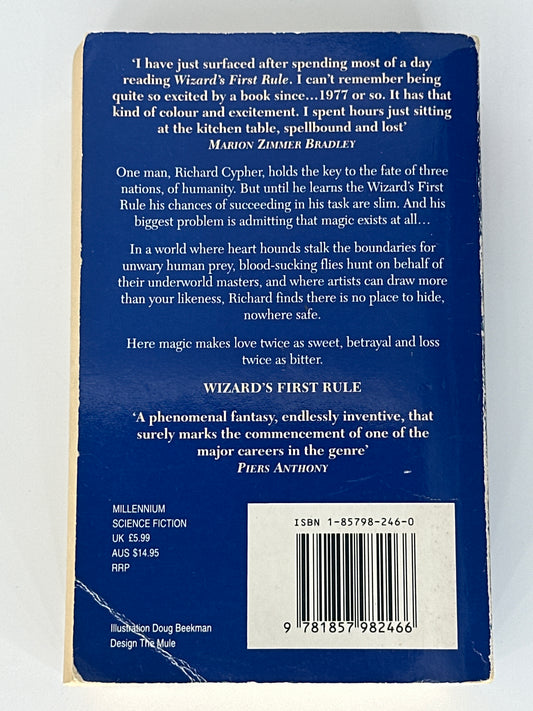 'I have just surfaced after spending most of a day
reading Wizard's First Rule. I can't remember being
quite so excited by a book since...1977 or so. It has that
kind of colour and excitement. I spent hours just sitting
at the kitchen table, spellbound and lost'
MARION ZIMMER BRADLEY
One man, Richard Cypher, holds the key to the fate of three
nations, of humanity. But until he learns the Wizard's First
Rule his chances of succeeding in his task are slim. And his
biggest problem is admitting that magic exists at all...
In a world where heart hounds stalk the boundaries for
unwary human prey, blood-sucking flies hunt on behalf of
their underworld masters, and where artists can draw more
than your likeness, Richard finds there is no place to hide,
nowhere safe.
Here magic makes love twice as sweet, betrayal and loss
twice as bitter.
WIZARD'S FIRST RULE
'A phenomenal fantasy, endlessly inventive, that
surely marks the commencement of one of the
major careers in the genre'
PIERS ANTHONY
MILLENNIUM
SCIENCE FICTION
UK £5.99
AUS $14.95
RRP
Illustration Doug Beekman
Design The Mule
ISBN 1-85798-246-0
9 781857 982466